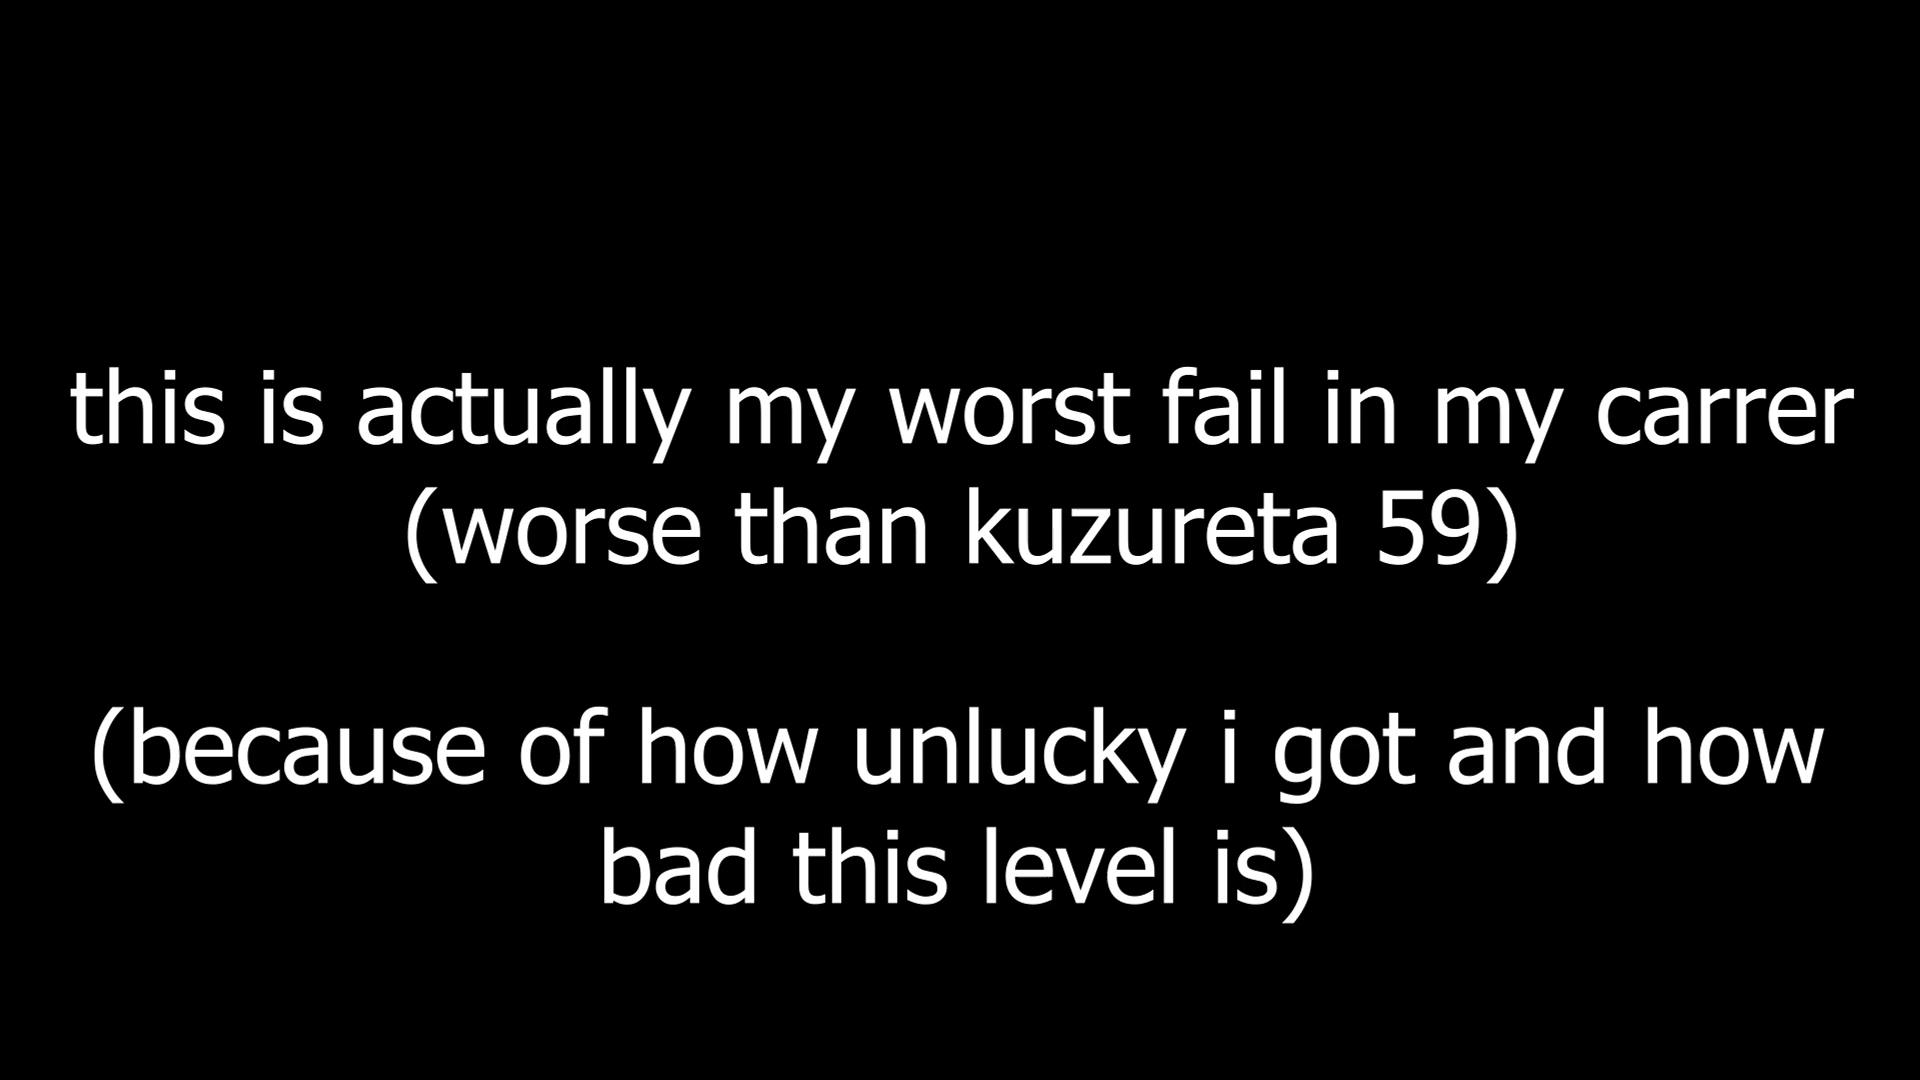 this is actually my worst fail in my carrer
(worse than kuzureta 59)
(because of how unlucky i got and how
bad this level is)